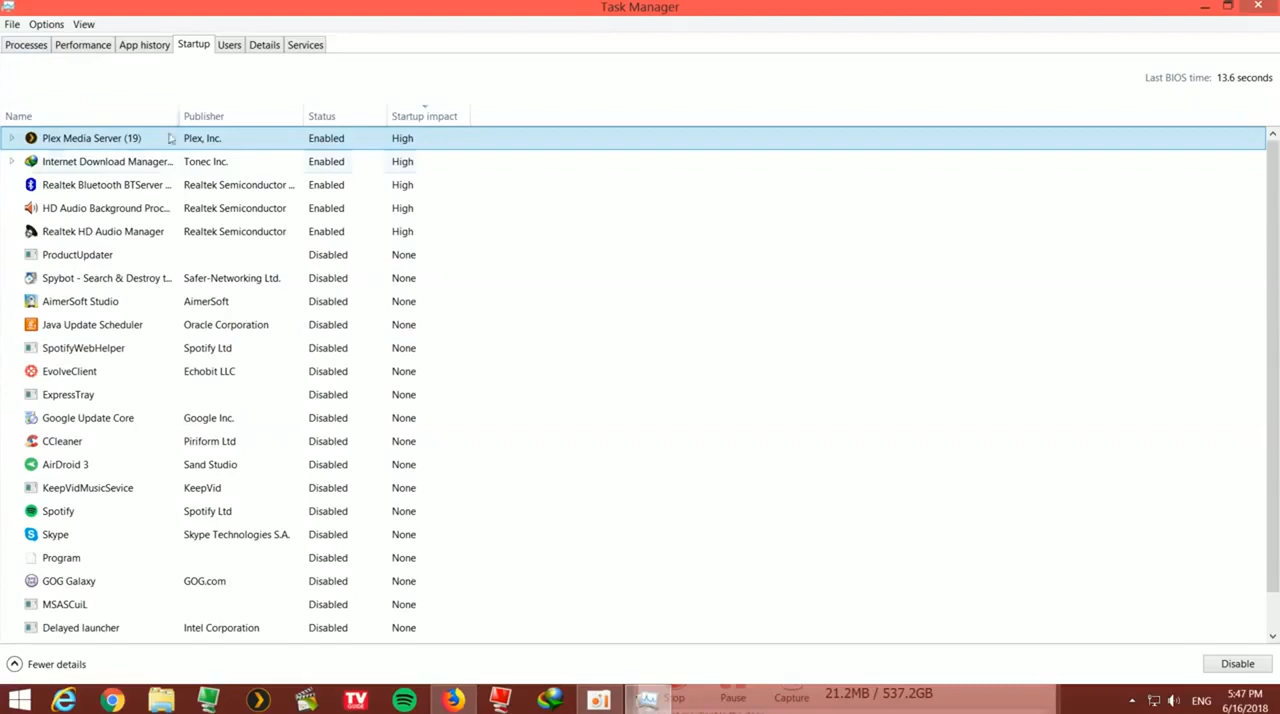 Task Manager
File Options View
Processes Performance App history Startup Users Details Services
Last BIOS time: 13.6 seconds
Name Publisher Status Startup impact
Plex Media Server (19) Plex, Inc. Enabled High
Internet Download Manager... Tonec Inc. Enabled High
Realtek Bluetooth BTServer ... Realtek Semiconductor ... Enabled High
HD Audio Background Proc... Realtek Semiconductor Enabled High
Realtek HD Audio Manager Realtek Semiconductor Enabled High
ProductUpdater Disabled None
Spybot - Search & Destroy t... Safer-Networking Ltd. Disabled None
AimerSoft Studio AimerSoft Disabled None
Java Update Scheduler Oracle Corporation Disabled None
SpotifyWebHelper Spotify Ltd Disabled None
EvolveClient Echobit LLC Disabled None
ExpressTray Disabled None
Google Update Core Google Inc. Disabled None
CCleaner Piriform Ltd Disabled None
AirDroid 3 Sand Studio Disabled None
KeepVidMusicSevice KeepVid Disabled None
Spotify Spotify Ltd Disabled None
Skype Skype Technologies S.A. Disabled None
Program Disabled None
GOG Galaxy GOG.com Disabled None
MSASCuiL Disabled None
Delayed launcher Intel Corporation Disabled None
Fewer details Disable
TV GUIDE Stop Pause Capture 21.2MB / 537.2GB ENG 5:47 PM
6/16/2018